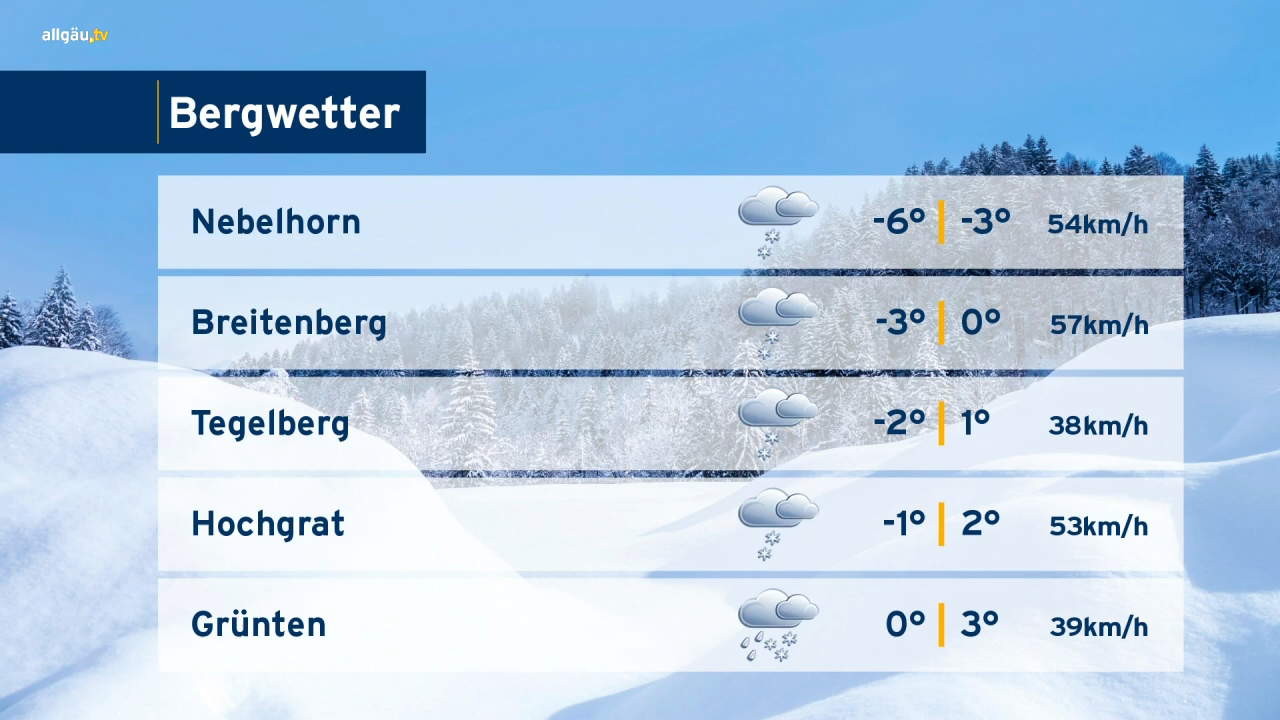 allgäu.tv
Bergwetter
Nebelhorn -6° -3° 54km/h
Breitenberg -3° 0° 57km/h
Tegelberg -2° 1° 38km/h
Hochgrat -1° 2° 53km/h
Grünten 0° 3° 39km/h